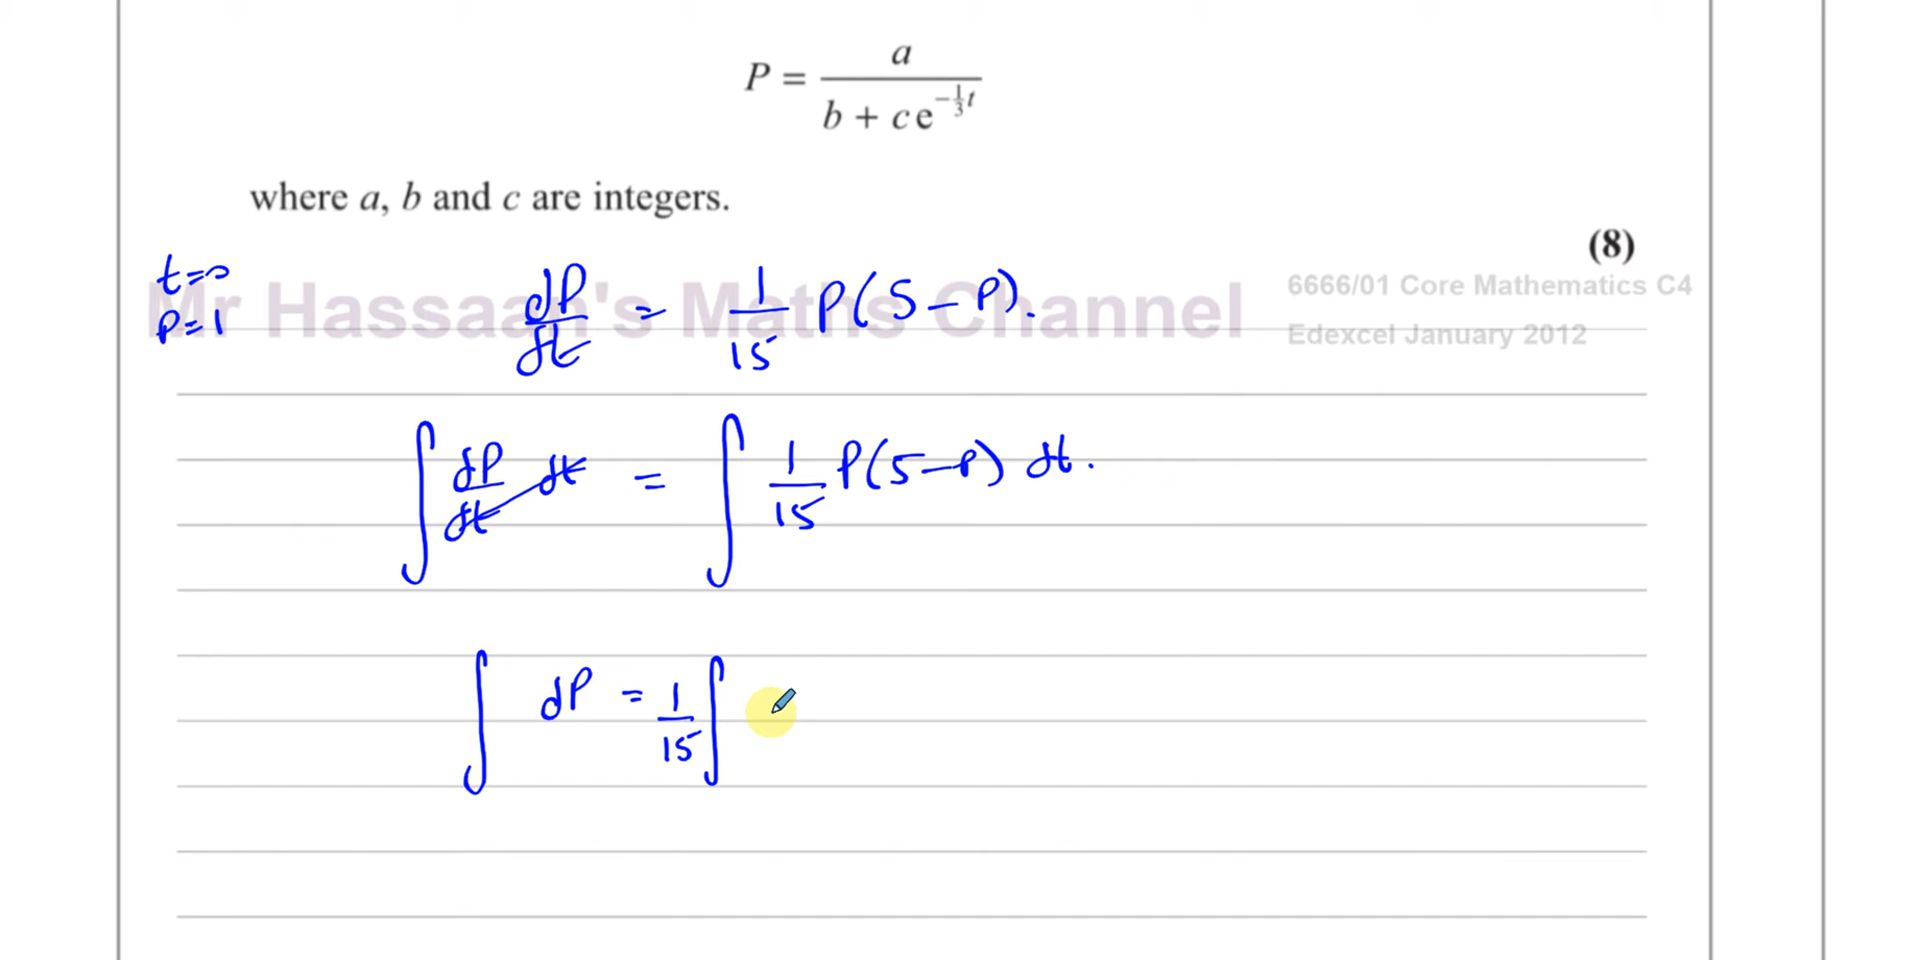 P = a / (b + c e^{-\frac{1}{3}t})
where a, b and c are integers.
(8)
t=0
P=1
Mr Hassaan's Maths Channel
6666/01 Core Mathematics C4
Edexcel January 2012
dP/dt = 1/15 P(5-P).
∫ dP/dt dt = ∫ 1/15 P(5-P) dt.
∫ dP = 1/15 ∫